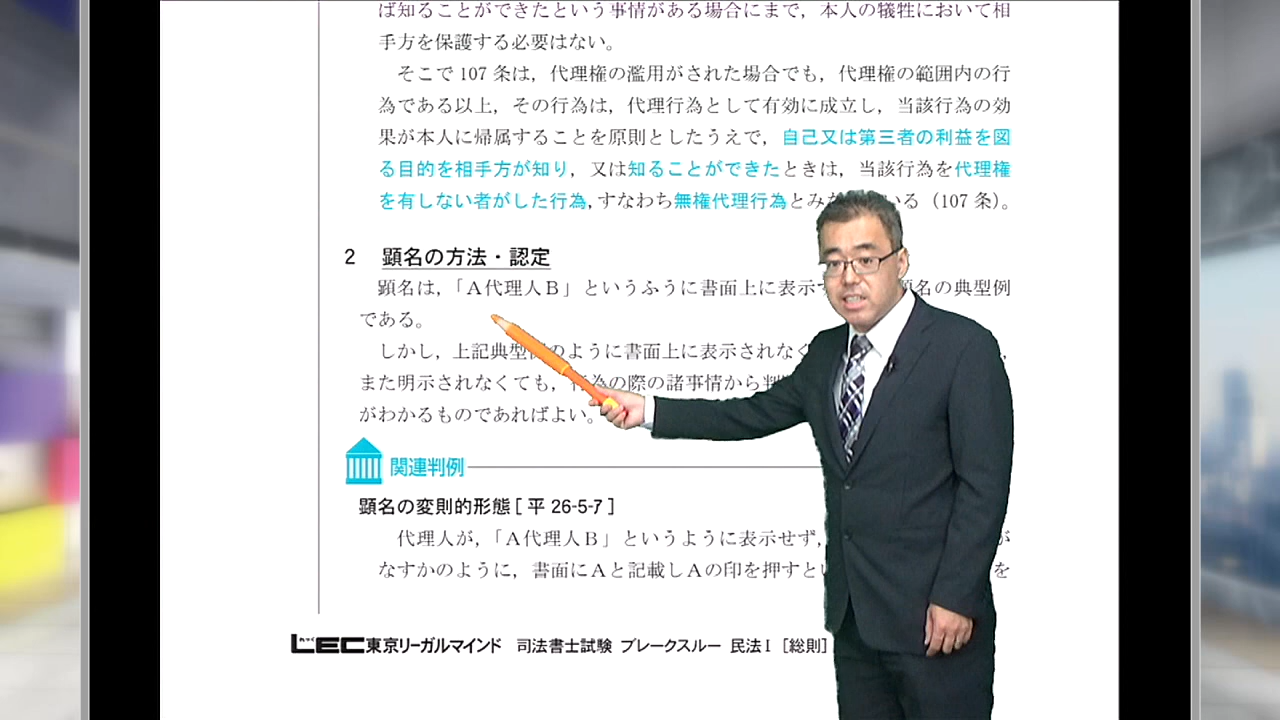 ば知ることができたという事情がある場合にまで，本人の犠牲において相
手方を保護する必要はない。
そこで107条は，代理権の濫用がされた場合でも，代理権の範囲内の行
為である以上，その行為は，代理行為として有効に成立し，当該行為の効
果が本人に帰属することを原則としたうえで，自己又は第三者の利益を図
る目的を相手方が知り，又は知ることができたときは，当該行為を代理権
を有しない者がした行為，すなわち無権代理行為とみ いる（107条）。
2 顕名の方法・認定
顕名は，「A代理人B」というふうに書面上に表示 顕名の典型例
である。
しかし，上記典型 のように書面上に表示されなく
また明示されなくても，行為の際の諸事情から判
がわかるものであればよい。
関連判例
顕名の変則的形態［平26-5-7］
代理人が，「A代理人B」というように表示せず， が
なすかのように，書面にAと記載しAの印を押すと を
LEC東京リーガルマインド 司法書士試験 ブレークスルー 民法I［総則］